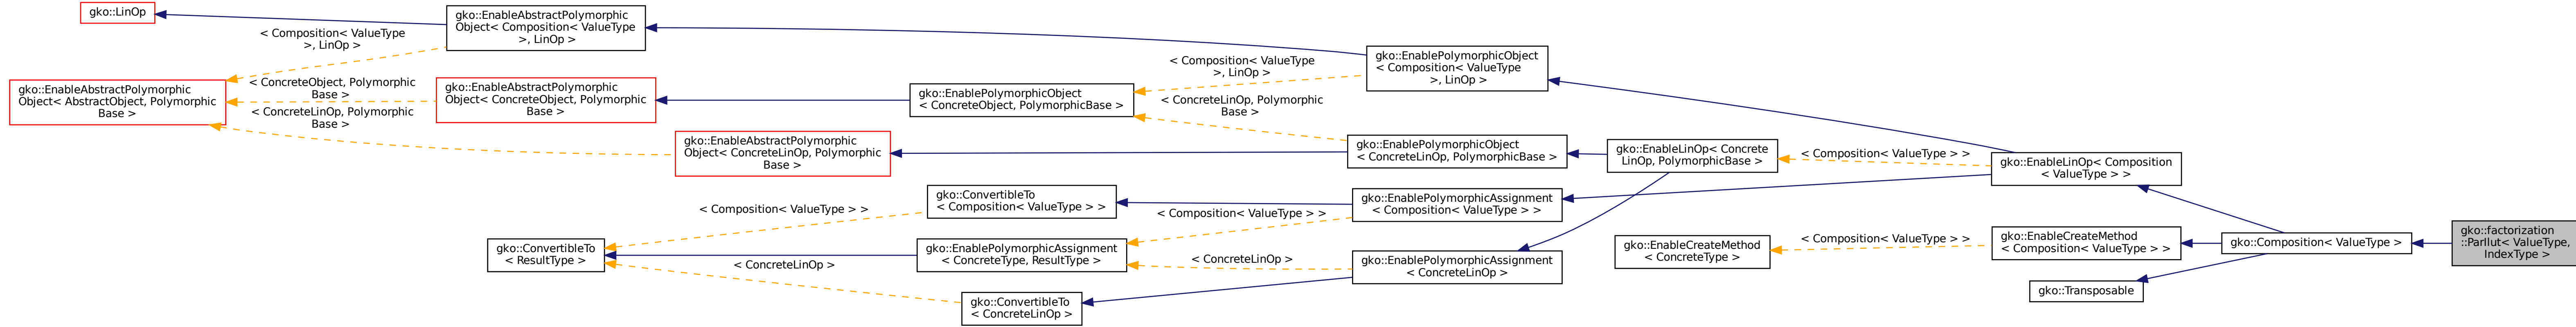 gko::LinOp
gko::EnableAbstractPolymorphic
Object< Composition< ValueType
>, LinOp >
< Composition< ValueType
>, LinOp >
gko::EnableAbstractPolymorphic
Object< AbstractObject, Polymorphic
Base >
< ConcreteObject, Polymorphic
Base >
< ConcreteLinOp, Polymorphic
Base >
gko::EnableAbstractPolymorphic
Object< ConcreteObject, Polymorphic
Base >
gko::EnableAbstractPolymorphic
Object< ConcreteLinOp, Polymorphic
Base >
gko::EnablePolymorphicObject
< ConcreteObject, PolymorphicBase >
< Composition< ValueType
>, LinOp >
< ConcreteLinOp, Polymorphic
Base >
gko::EnablePolymorphicObject
< Composition< ValueType
>, LinOp >
gko::EnablePolymorphicObject
< ConcreteLinOp, PolymorphicBase >
gko::EnableLinOp< Concrete
LinOp, PolymorphicBase >
< Composition< ValueType > >
gko::EnableLinOp< Composition
< ValueType > >
gko::ConvertibleTo
< ResultType >
< Composition< ValueType > >
< ConcreteLinOp >
gko::ConvertibleTo
< Composition< ValueType > >
gko::EnablePolymorphicAssignment
< ConcreteType, ResultType >
gko::ConvertibleTo
< ConcreteLinOp >
< Composition< ValueType > >
< ConcreteLinOp >
gko::EnablePolymorphicAssignment
< Composition< ValueType > >
gko::EnablePolymorphicAssignment
< ConcreteLinOp >
gko::EnableCreateMethod
< ConcreteType >
< Composition< ValueType > >
gko::EnableCreateMethod
< Composition< ValueType > >
gko::Transposable
gko::Composition< ValueType >
gko::factorization
::ParIlut< ValueType,
IndexType >